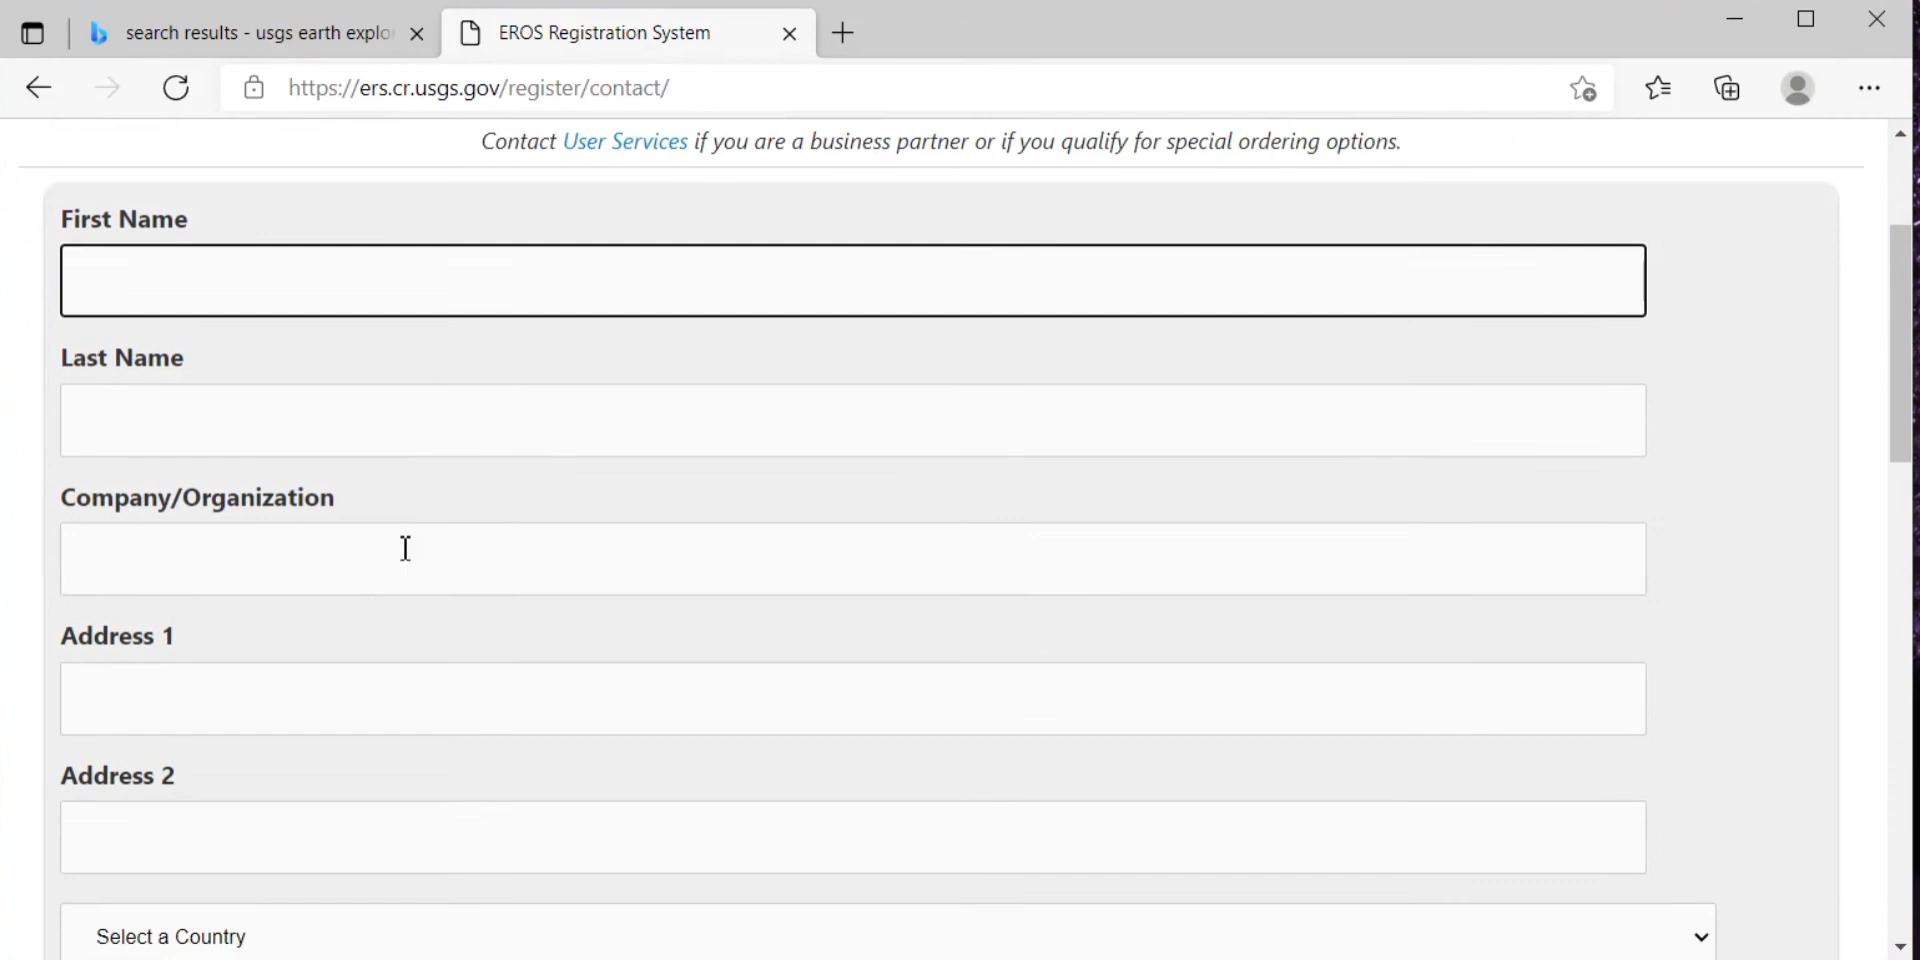 search results - usgs earth explo
EROS Registration System
https://ers.cr.usgs.gov/register/contact/
Contact User Services if you are a business partner or if you qualify for special ordering options.
First Name
Last Name
Company/Organization
Address 1
Address 2
Select a Country